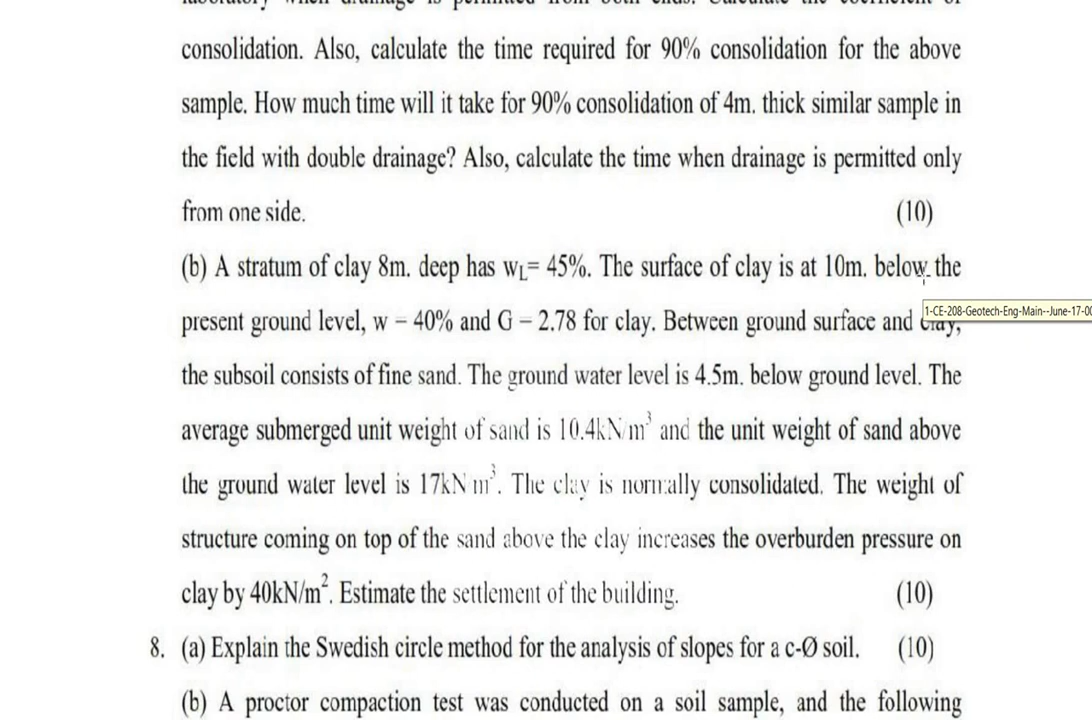 consolidation. Also, calculate the time required for 90% consolidation for the above
sample. How much time will it take for 90% consolidation of 4m. thick similar sample in
the field with double drainage? Also, calculate the time when drainage is permitted only
from one side. (10)
(b) A stratum of clay 8m. deep has wL= 45%. The surface of clay is at 10m. below the
present ground level, w – 40% and G – 2.78 for clay. Between ground surface and clay,
1-CE-208-Geotech-Eng-Main--June-17-00
the subsoil consists of fine sand. The ground water level is 4.5m. below ground level. The
average submerged unit weight of sand is 10.4kN/m³ and the unit weight of sand above
the ground water level is 17kN/m³. The clay is normally consolidated. The weight of
structure coming on top of the sand above the clay increases the overburden pressure on
clay by 40kN/m². Estimate the settlement of the building. (10)
8. (a) Explain the Swedish circle method for the analysis of slopes for a c-Ø soil. (10)
(b) A proctor compaction test was conducted on a soil sample, and the following